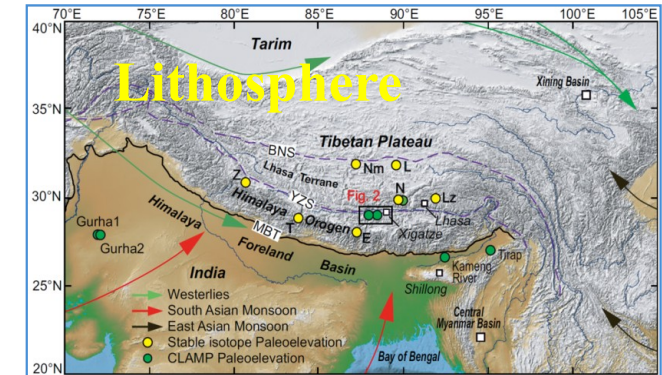 70°E 75°E 80°E 85°E 90°E 95°E 100°E 105°E
40°N
Tarim
Lithosphere
Xining Basin
35°N
Tibetan Plateau
BNS
Nm
L
Lhasa Terrane
Z
30°N
YZS
Fig. 2
N
Lz
Himalaya
Lhasa
Himalaya
T
Orogen
Xigatze
Gurha1
MBT
E
Gurha2
Foreland
Basin
Kameng
River
Tirap
India
Shillong
25°N
Westerlies
South Asian Monsoon
East Asian Monsoon
Stable isotope Paleoelevation
CLAMP Paleoelevation
Central
Myanmar Basin
Bay of Bengal
20°N